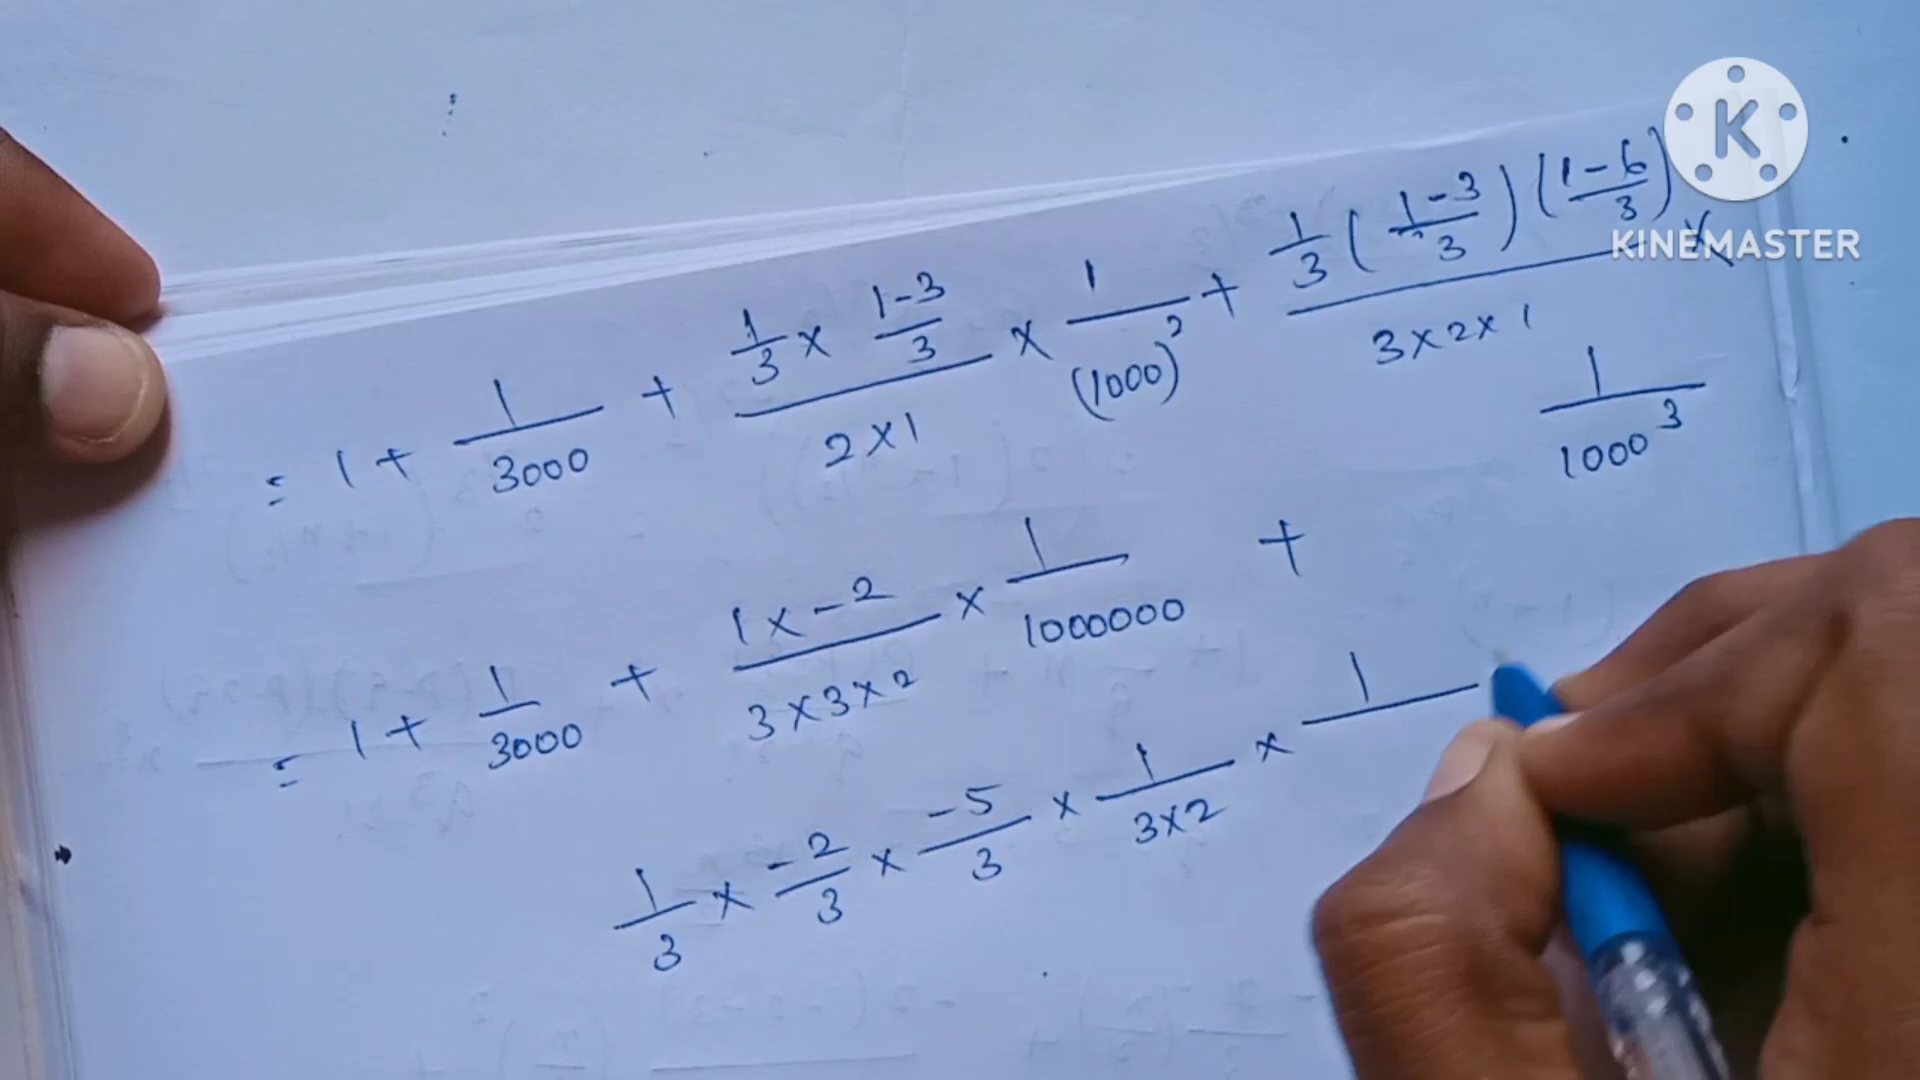 K
KINEMASTER
= 1 + 1/3000 + (1/3 × (1-3)/3)/(2×1) × 1/(1000)² + (1/3 ((1-3)/3) ((1-6)/3))/(3×2×1) × 1/1000³
= 1 + 1/3000 + (1×-2)/(3×3×2) × 1/1000000 +
1/3 × -2/3 × -5/3 × 1/(3×2) × 1/